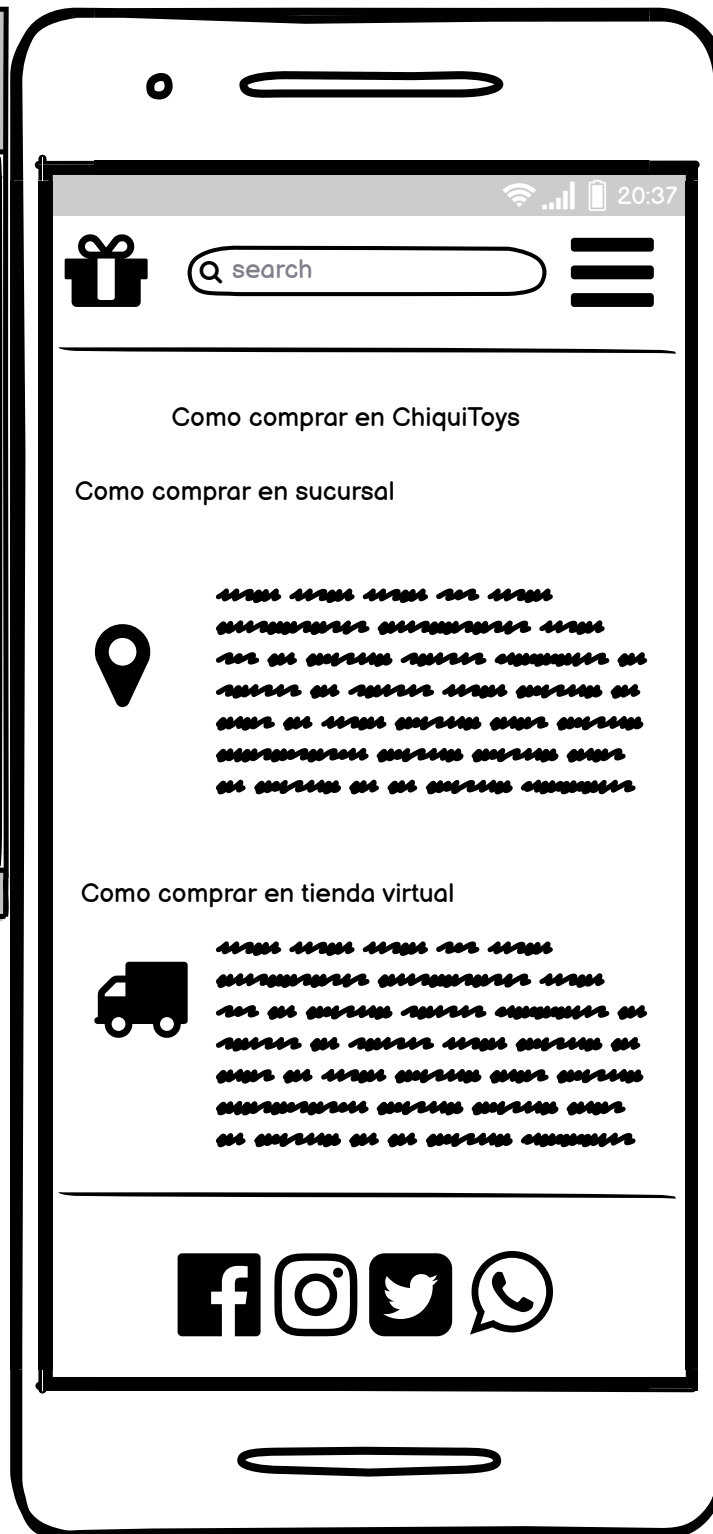 20:37
search
Como comprar en ChiquiToys
Como comprar en sucursal
Como comprar en tienda virtual